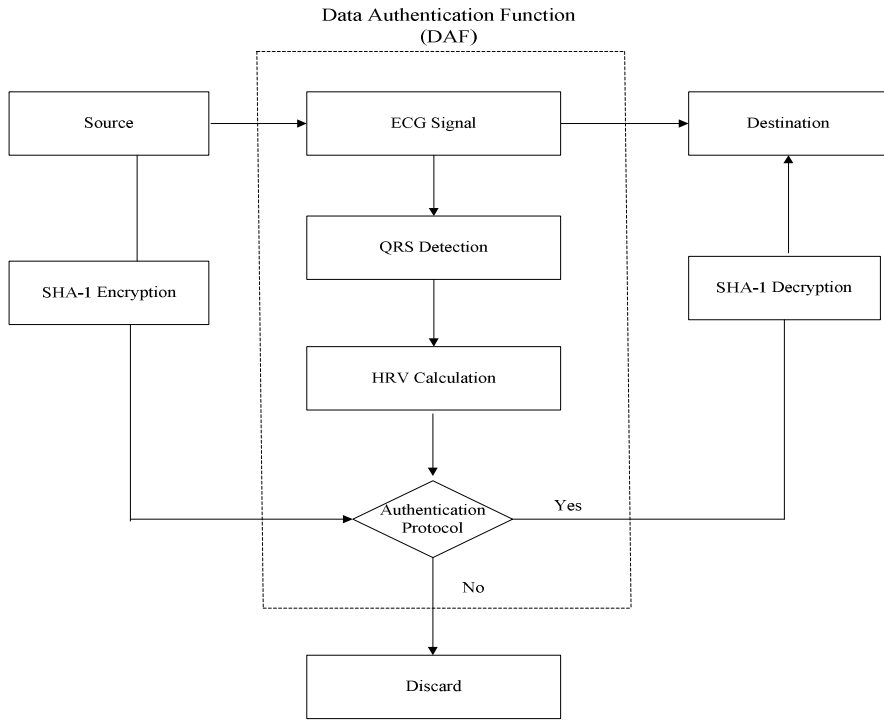 Data Authentication Function
(DAF)
Source
ECG Signal
Destination
QRS Detection
SHA-1 Encryption
SHA-1 Decryption
HRV Calculation
Authentication
Protocol
Yes
No
Discard